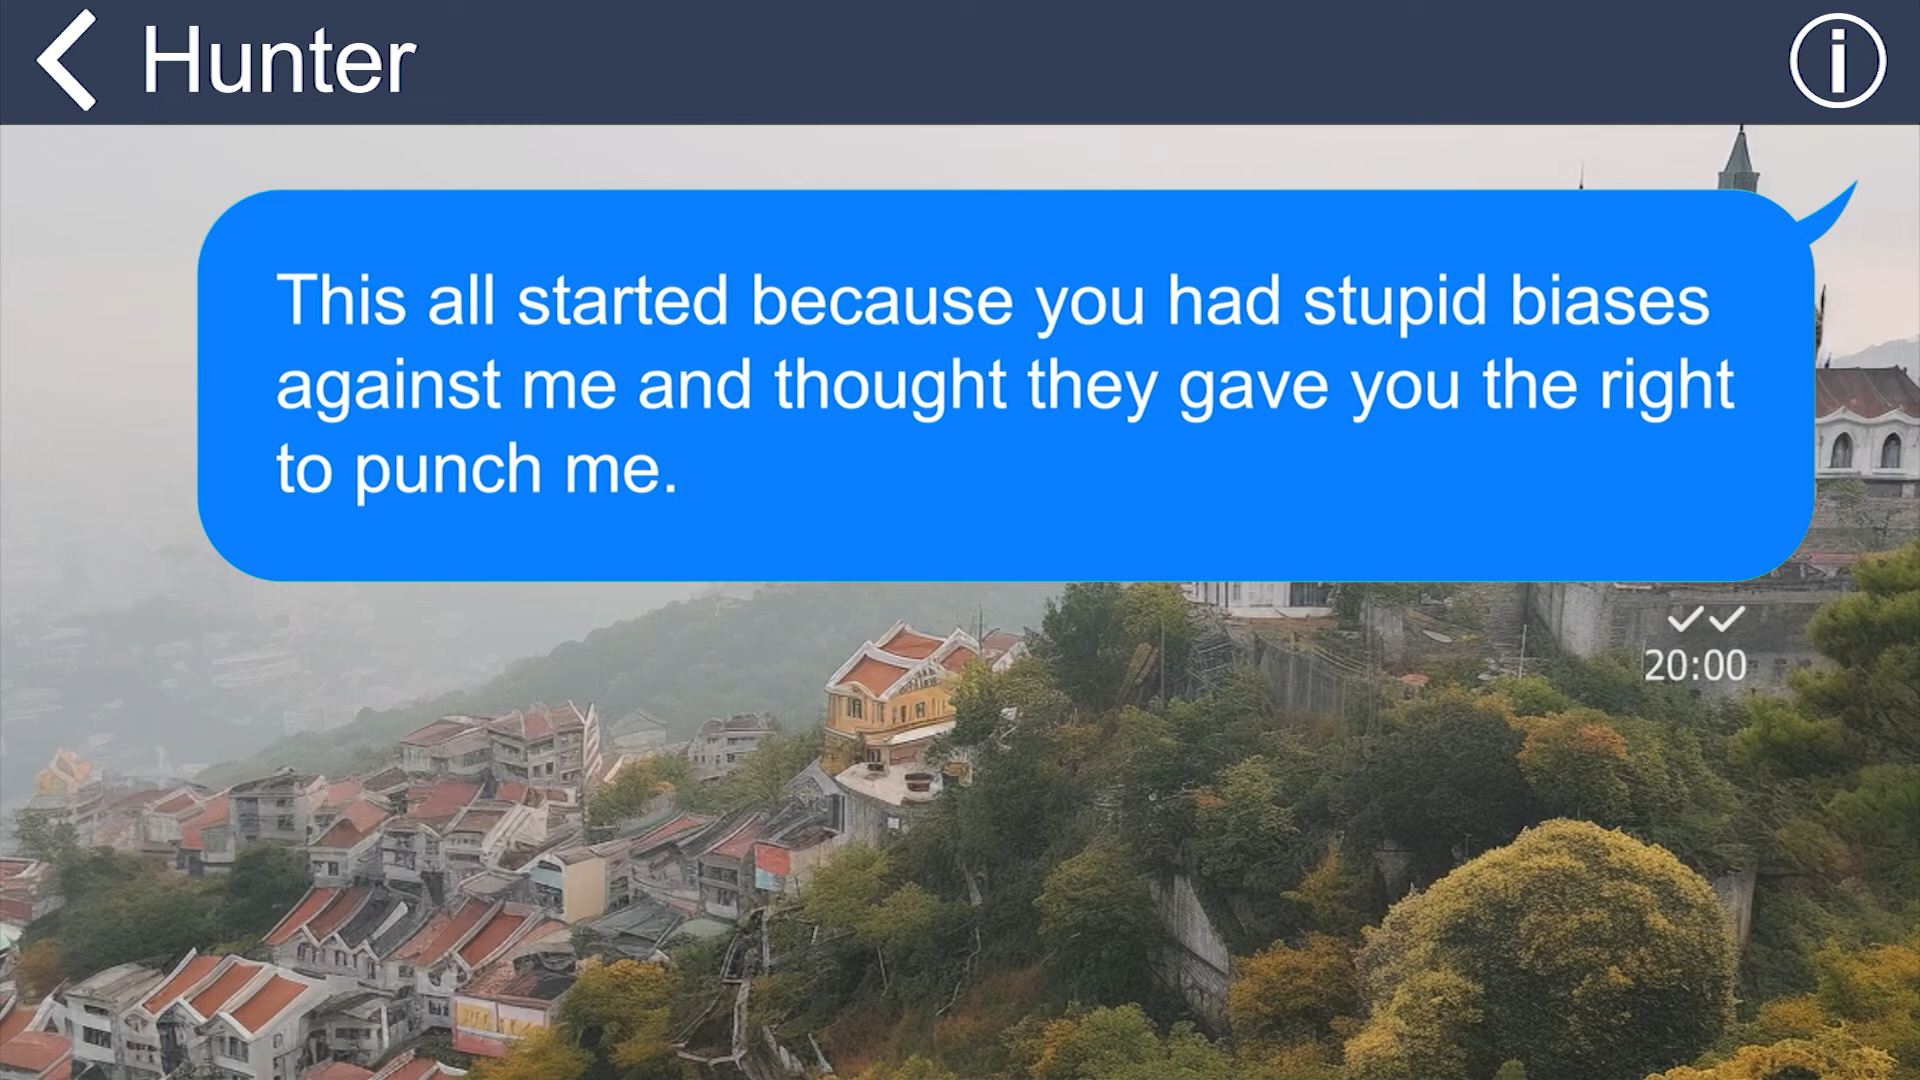 Hunter
This all started because you had stupid biases
against me and thought they gave you the right
to punch me.
20:00